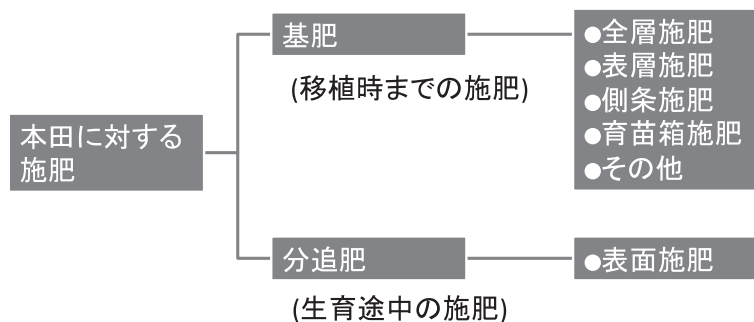 本田に対する
施肥
基肥
(移植時までの施肥)
●全層施肥
●表層施肥
●側条施肥
●育苗箱施肥
●その他
分追肥
(生育途中の施肥)
●表面施肥